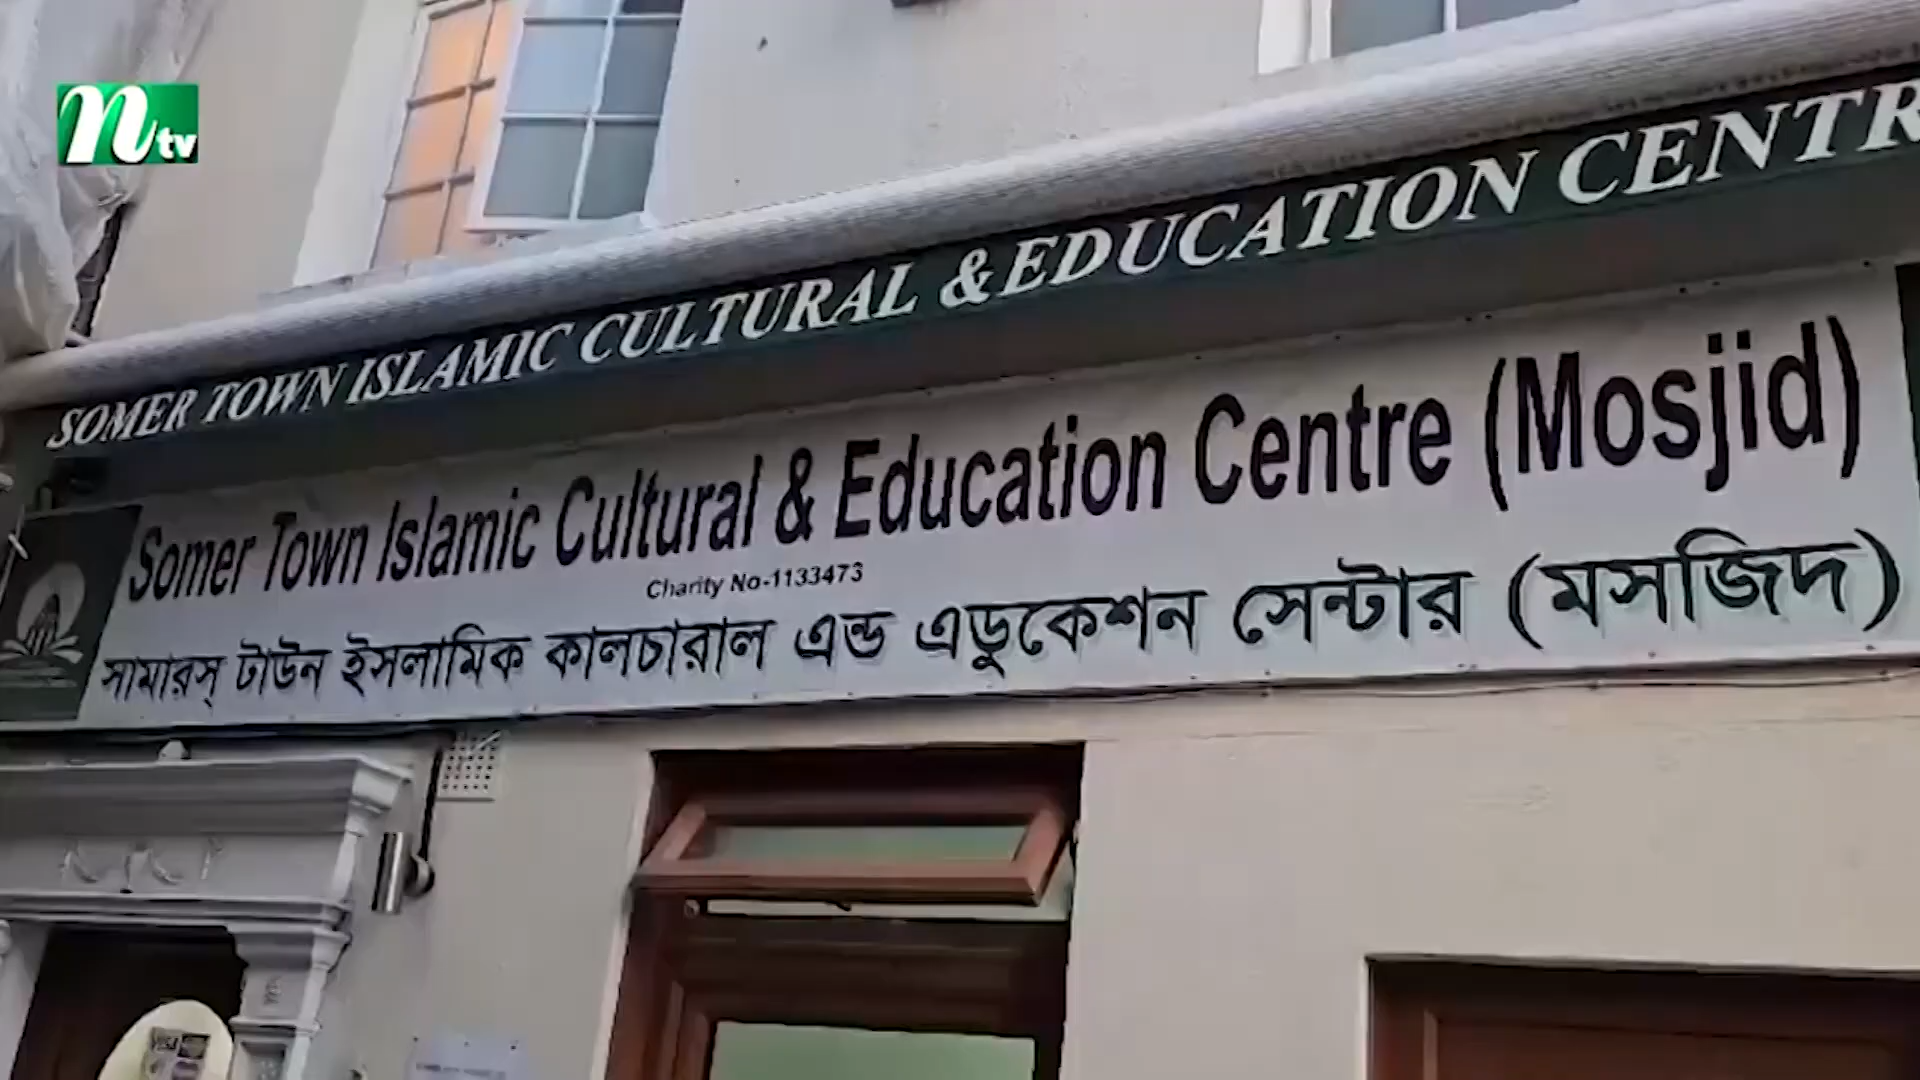 ntv
SOMER TOWN ISLAMIC CULTURAL & EDUCATION CENTR
Somer Town Islamic Cultural & Education Centre (Mosjid)
Charity No-1133473
সামারস্ টাউন ইসলামিক কালচারাল এন্ড এডুকেশন সেন্টার (মসজিদ)
VISA